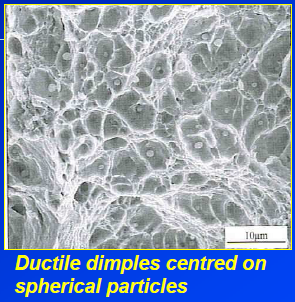 10μm
Ductile dimples centred on
spherical particles